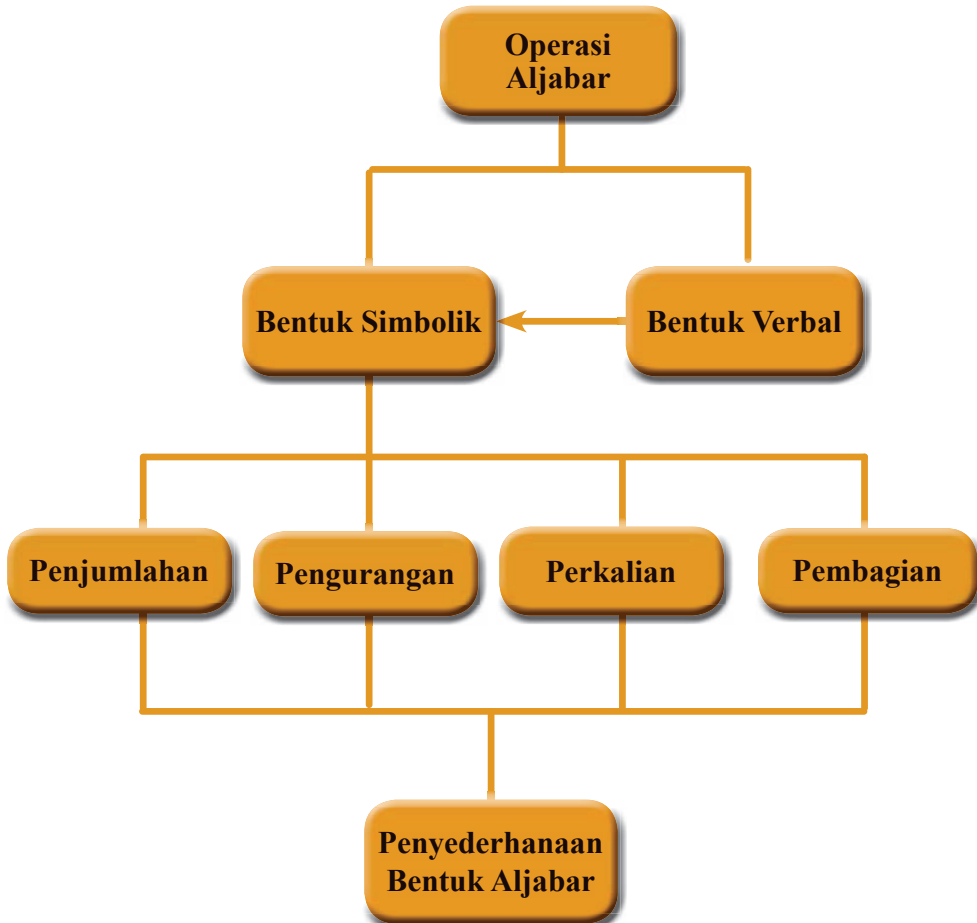 Operasi
Aljabar
Bentuk Simbolik
Bentuk Verbal
Penjumlahan
Pengurangan
Perkalian
Pembagian
Penyederhanaan
Bentuk Aljabar